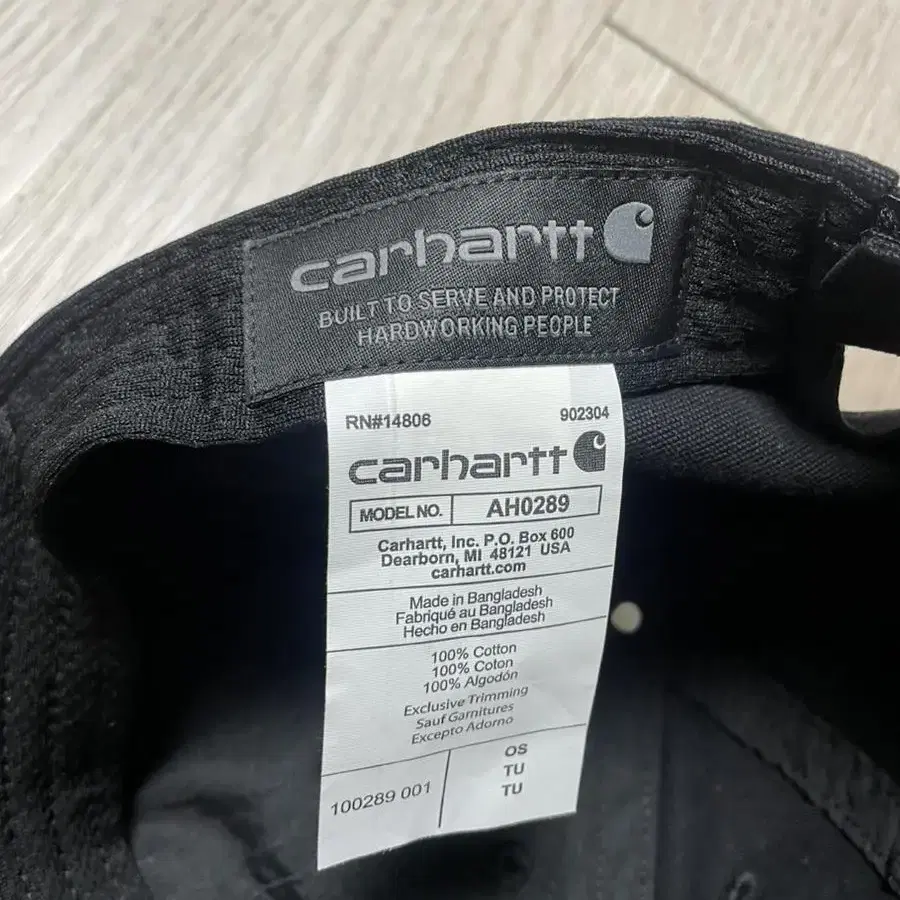 carhartt
BUILT TO SERVE AND PROTECT
HARDWORKING PEOPLE
RN#14806 902304
carhartt
MODEL NO. AH0289
Carhartt, Inc. P.O. Box 600
Dearborn, MI 48121 USA
carhartt.com
Made in Bangladesh
Fabriqué au Bangladesh
Hecho en Bangladesh
100% Cotton
100% Coton
100% Algodón
Exclusive Trimming
Sauf Garnitures
Excepto Adorno
100289 001
OS
TU
TU